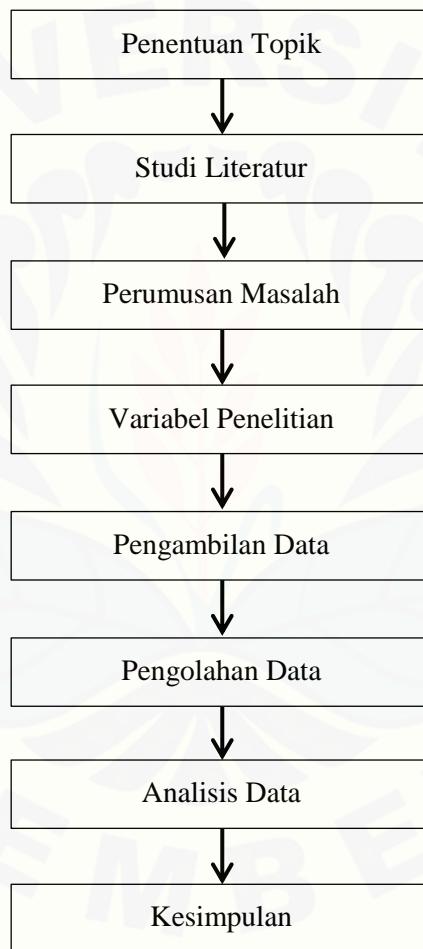 Penentuan Topik
Studi Literatur
Perumusan Masalah
Variabel Penelitian
Pengambilan Data
Pengolahan Data
Analisis Data
Kesimpulan